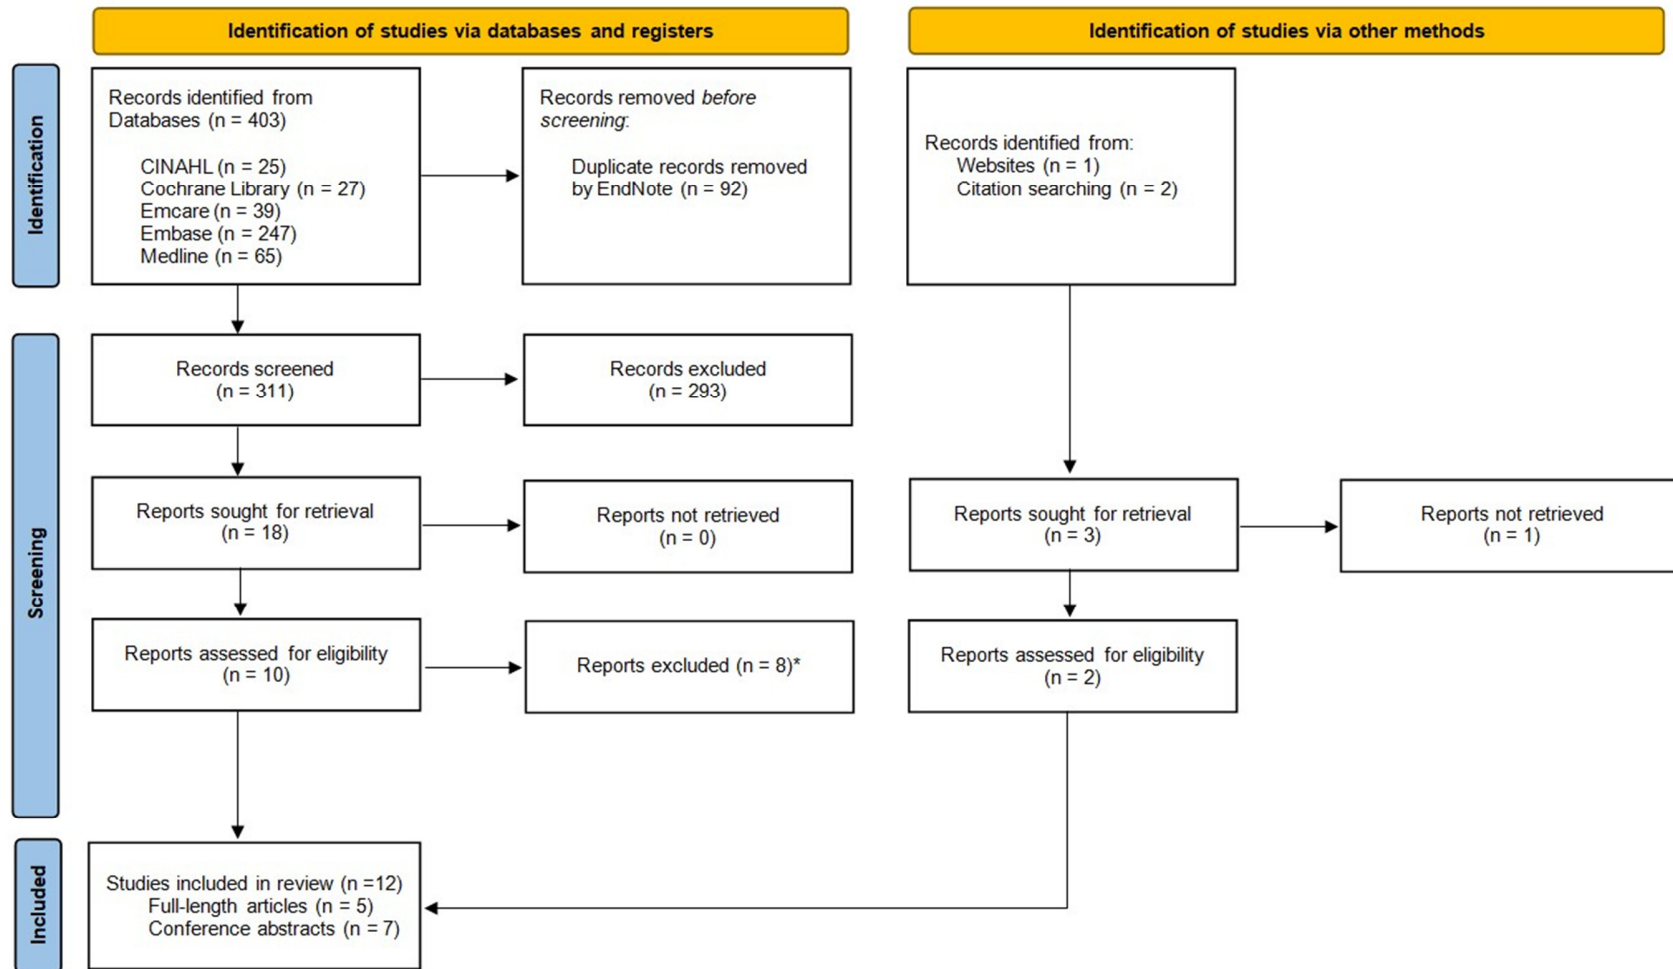 Identification of studies via databases and registers
Identification of studies via other methods
Identification
Records identified from
Databases (n = 403)
CINAHL (n = 25)
Cochrane Library (n = 27)
Emcare (n = 39)
Embase (n = 247)
Medline (n = 65)
Records removed before
screening:
Duplicate records removed
by EndNote (n = 92)
Records identified from:
Websites (n = 1)
Citation searching (n = 2)
Screening
Records screened
(n = 311)
Records excluded
(n = 293)
Reports sought for retrieval
(n = 18)
Reports not retrieved
(n = 0)
Reports sought for retrieval
(n = 3)
Reports not retrieved
(n = 1)
Reports assessed for eligibility
(n = 10)
Reports excluded (n = 8)*
Reports assessed for eligibility
(n = 2)
Included
Studies included in review (n =12)
Full-length articles (n = 5)
Conference abstracts (n = 7)